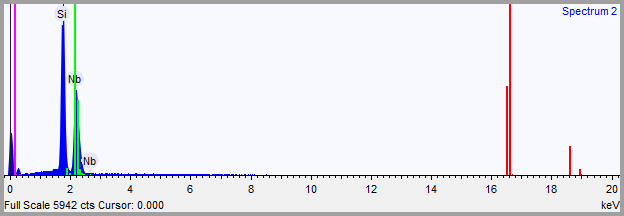 Spectrum 2
Si
Nb
Nb
0 2 4 6 8 10 12 14 16 18 20
Full Scale 5942 cts Cursor: 0.000 keV